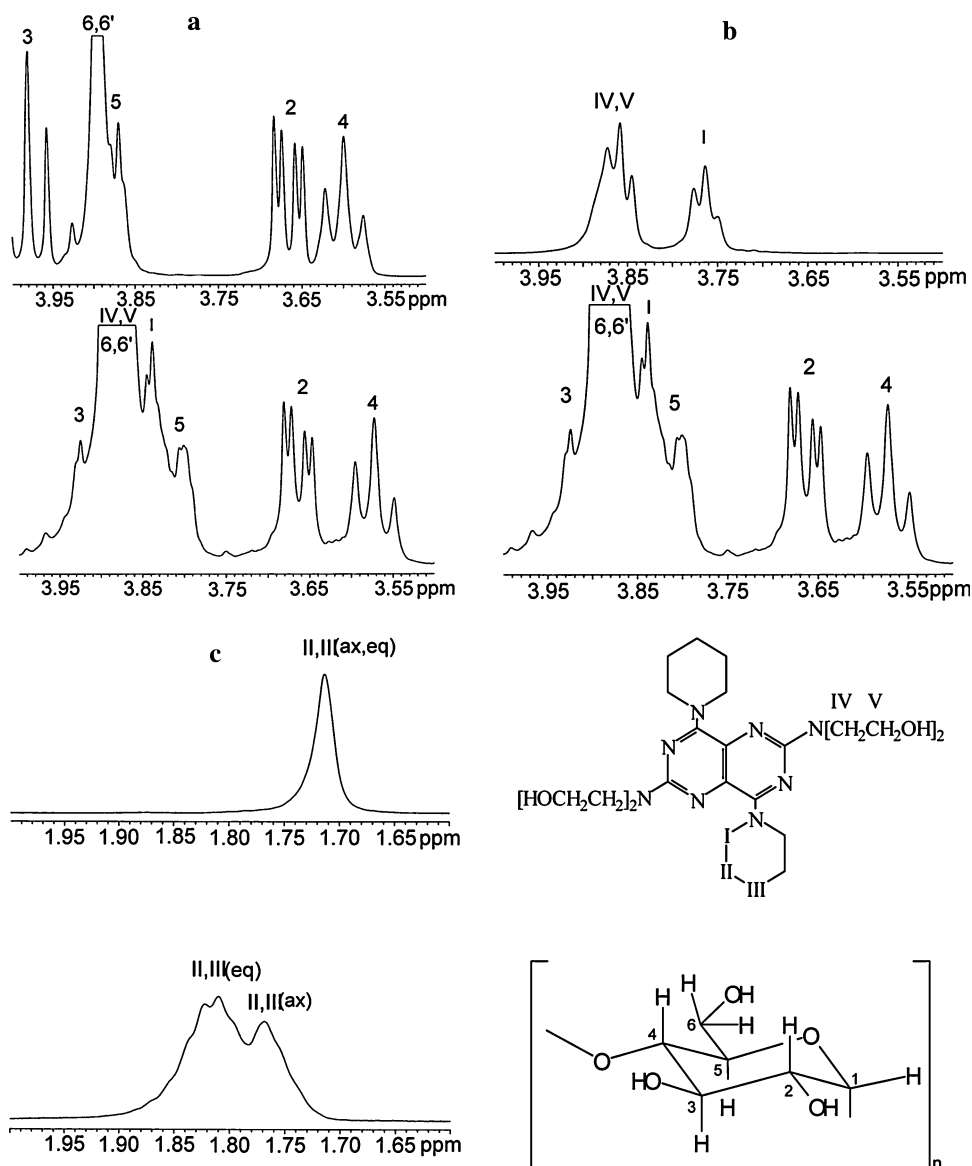 a
3
6,6'
5
2
4
3.95 3.85 3.75 3.65 3.55 ppm
b
IV,V
I
3.95 3.85 3.75 3.65 3.55 ppm
IV,V
6,6'
I
3
5
2
4
3.95 3.85 3.75 3.65 3.55 ppm
IV,V
6,6'
I
3
5
2
4
3.95 3.85 3.75 3.65 3.55 ppm
c
II,III(ax,eq)
1.95 1.90 1.85 1.80 1.75 1.70 1.65 ppm
IV V
N N N[CH2CH2OH]2
N
[HOCH2CH2]2N N N
N
I
II
III
II,III(eq)
II,III(ax)
1.95 1.90 1.85 1.80 1.75 1.70 1.65 ppm
H OH
H 6 H H
4 O
O 5 1 H
HO 2
3 H OH
H
n